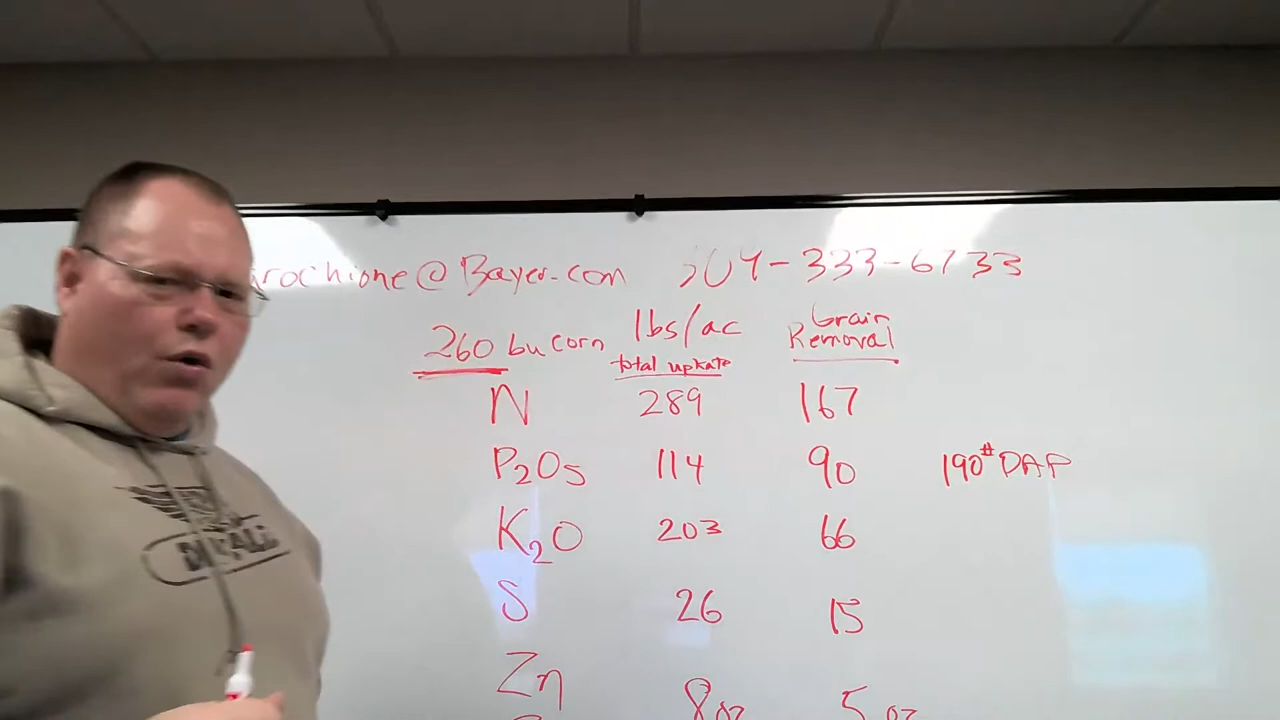 rochione@Bayer.com 304-333-6733
260 bu corn lbs/ac Grain Removal
total upkate
N 289 167
P2O5 114 90 190# DAP
K2O 203 66
S 26 15
Zn 8oz 5oz